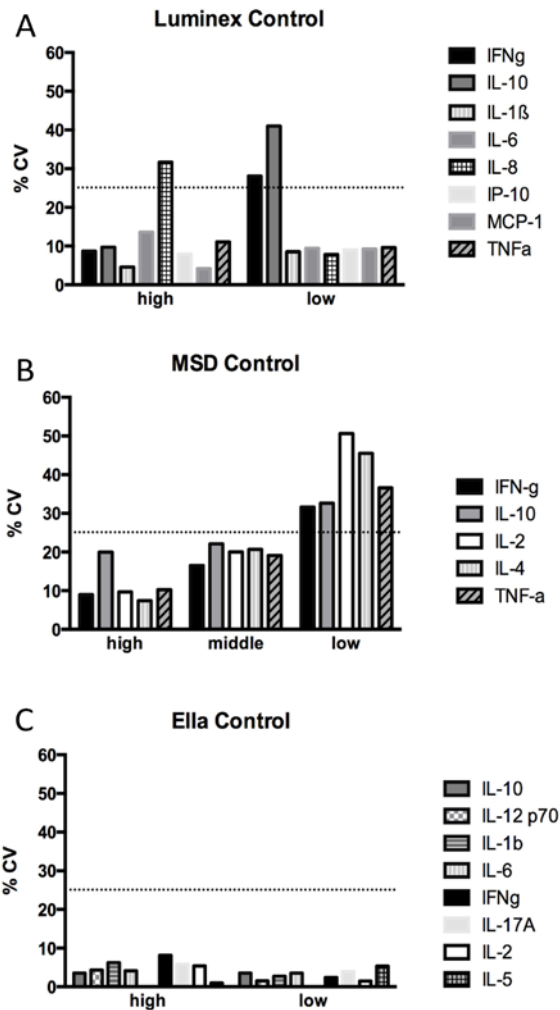 A
Luminex Control
% CV
60
50
40
30
20
10
0
high
low
IFNg
IL-10
IL-1ß
IL-6
IL-8
IP-10
MCP-1
TNFa
B
MSD Control
% CV
60
50
40
30
20
10
0
high
middle
low
IFN-g
IL-10
IL-2
IL-4
TNF-a
C
Ella Control
% CV
60
50
40
30
20
10
0
high
low
IL-10
IL-12 p70
IL-1b
IL-6
IFNg
IL-17A
IL-2
IL-5